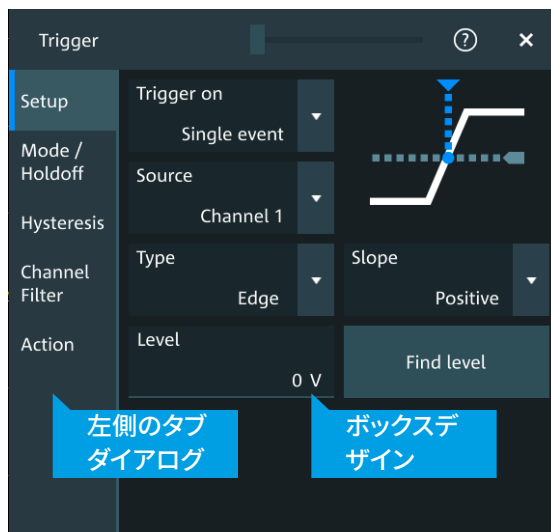 Trigger
?
×
Setup
Mode /
Holdoff
Hysteresis
Channel
Filter
Action
Trigger on
Single event
Source
Channel 1
Type
Edge
Slope
Positive
Level
0 V
Find level
左側のタブ
ダイアログ
ボックスデ
ザイン